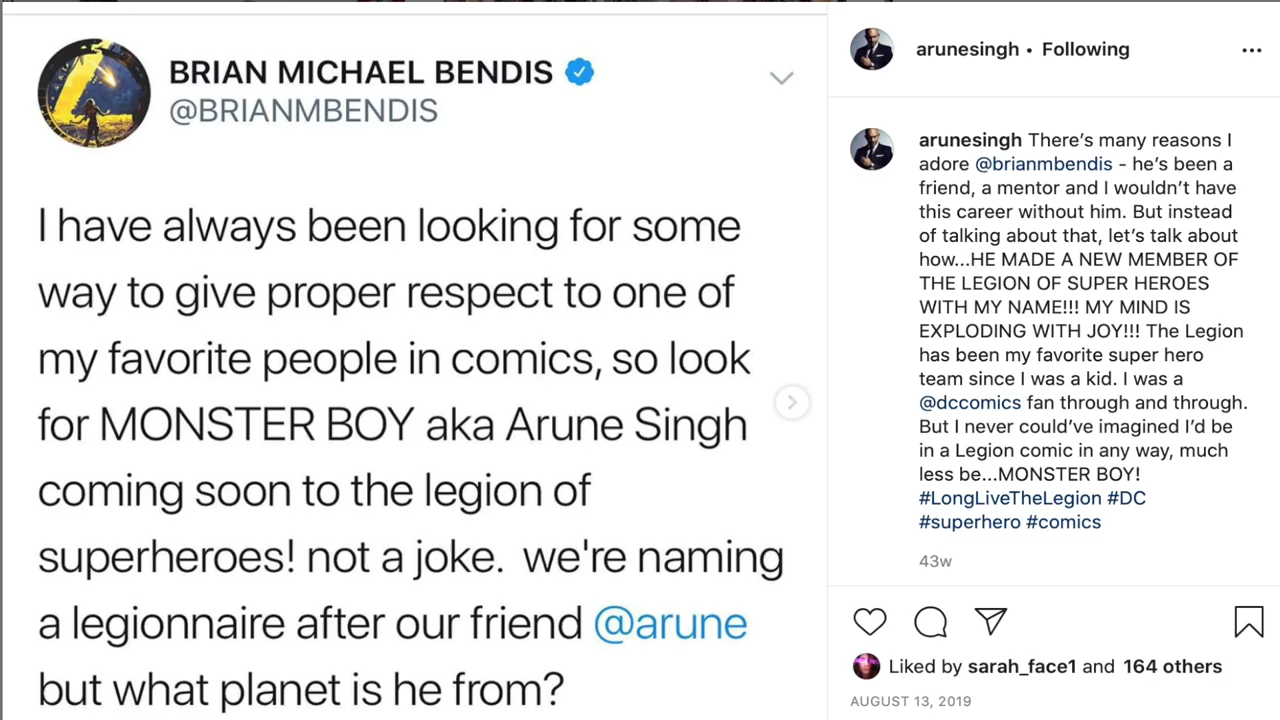 BRIAN MICHAEL BENDIS
@BRIANMBENDIS
I have always been looking for some
way to give proper respect to one of
my favorite people in comics, so look
for MONSTER BOY aka Arune Singh
coming soon to the legion of
superheroes! not a joke.  we're naming
a legionnaire after our friend @arune
but what planet is he from?
arunesingh • Following
arunesingh There's many reasons I
adore @brianmbendis - he's been a
friend, a mentor and I wouldn't have
this career without him. But instead
of talking about that, let's talk about
how...HE MADE A NEW MEMBER OF
THE LEGION OF SUPER HEROES
WITH MY NAME!!! MY MIND IS
EXPLODING WITH JOY!!! The Legion
has been my favorite super hero
team since I was a kid. I was a
@dccomics fan through and through.
But I never could've imagined I'd be
in a Legion comic in any way, much
less be...MONSTER BOY!
#LongLiveTheLegion #DC
#superhero #comics
43w
Liked by sarah_face1 and 164 others
AUGUST 13, 2019